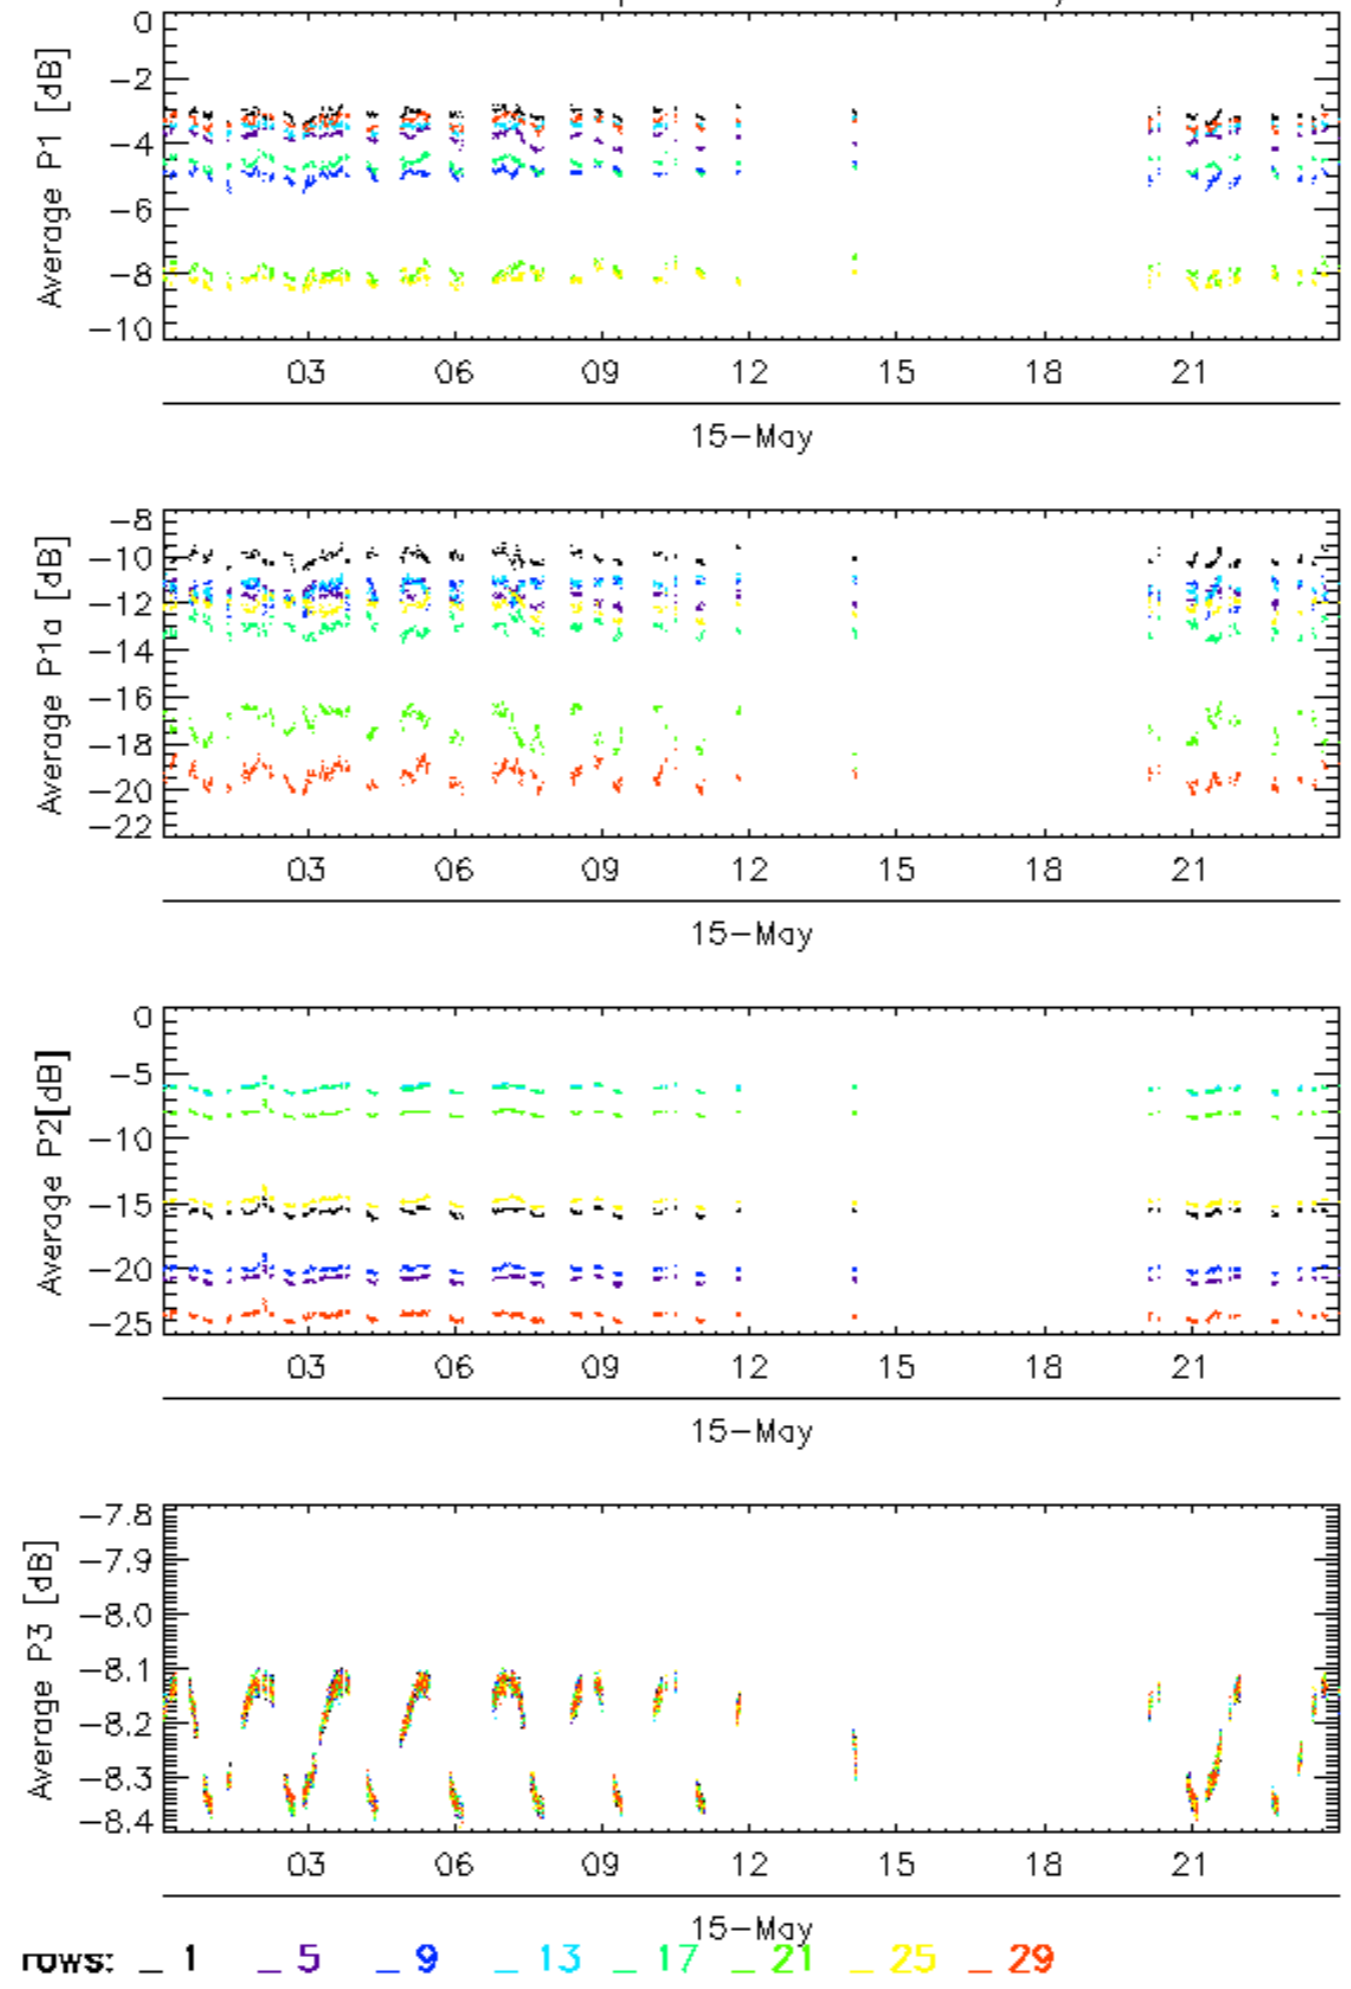 0
−2
−4
−6
−8
−10
Average P1 [dB]
03 06 09 12 15 18 21
15−May
−8
−10
−12
−14
−16
−18
−20
−22
Average P1a [dB]
03 06 09 12 15 18 21
15−May
0
−5
−10
−15
−20
−25
Average P2[dB]
03 06 09 12 15 18 21
15−May
−7.8
−7.9
−8.0
−8.1
−8.2
−8.3
−8.4
Average P3 [dB]
03 06 09 12 15 18 21
15−May
rows: _ 1 _ 5 _ 9 _ 13 _ 17 _ 21 _ 25 _ 29